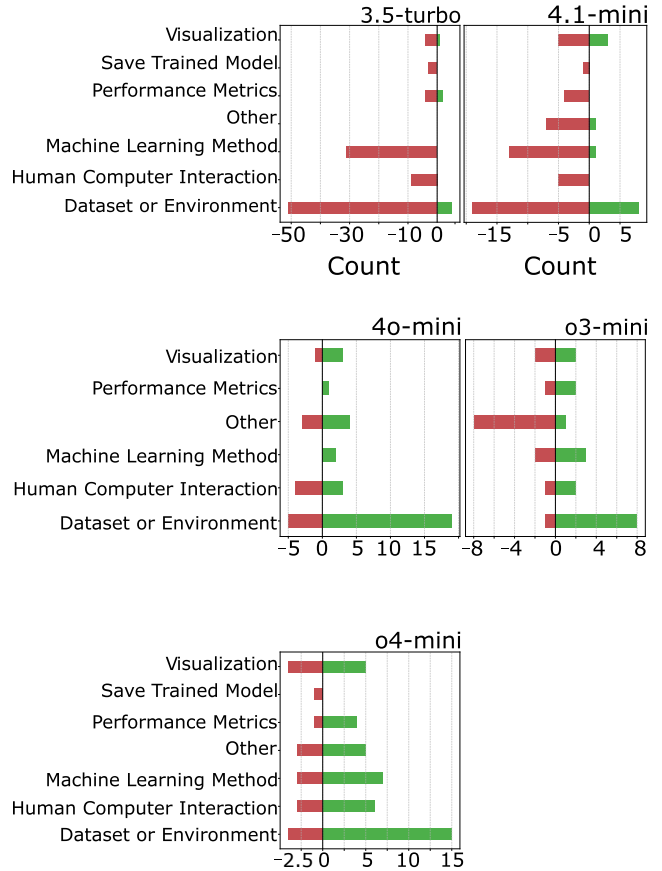 3.5-turbo 4.1-mini
Visualization
Save Trained Model
Performance Metrics
Other
Machine Learning Method
Human Computer Interaction
Dataset or Environment
−50 −30 −10 0 −15 −5 0 5
Count Count
4o-mini o3-mini
Visualization
Performance Metrics
Other
Machine Learning Method
Human Computer Interaction
Dataset or Environment
−5 0 5 10 15 −8 −4 0 4 8
o4-mini
Visualization
Save Trained Model
Performance Metrics
Other
Machine Learning Method
Human Computer Interaction
Dataset or Environment
−2.5 0 5 10 15